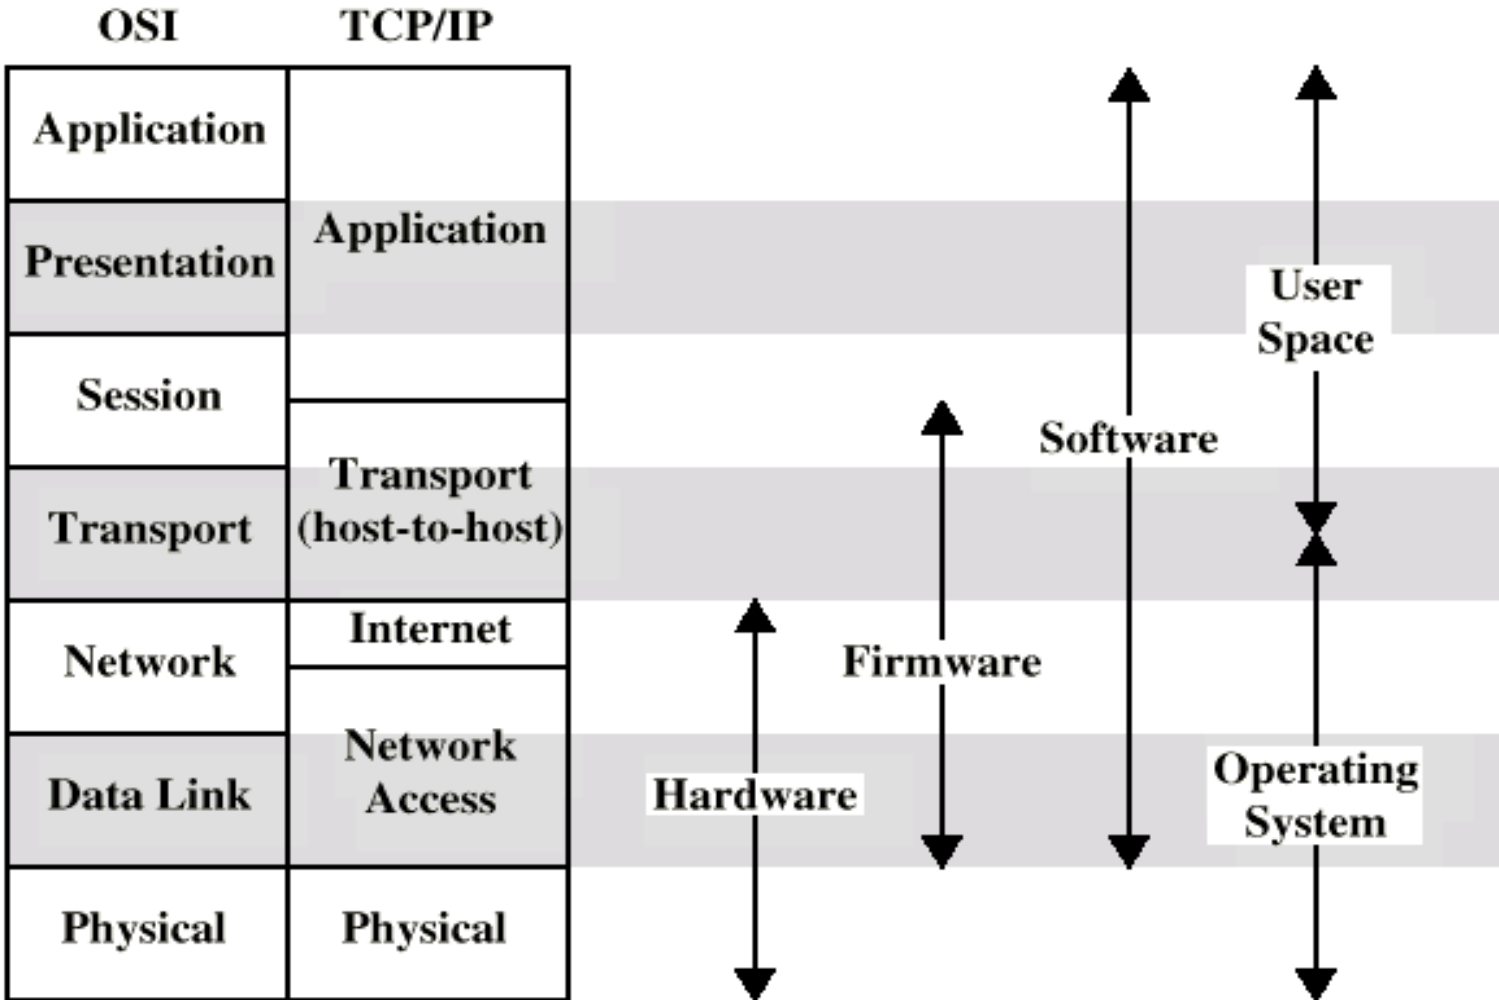 OSI
TCP/IP
Application
Presentation
Session
Transport
Network
Data Link
Physical
Application
Transport
(host-to-host)
Internet
Network
Access
Physical
Hardware
Firmware
Software
User
Space
Operating
System